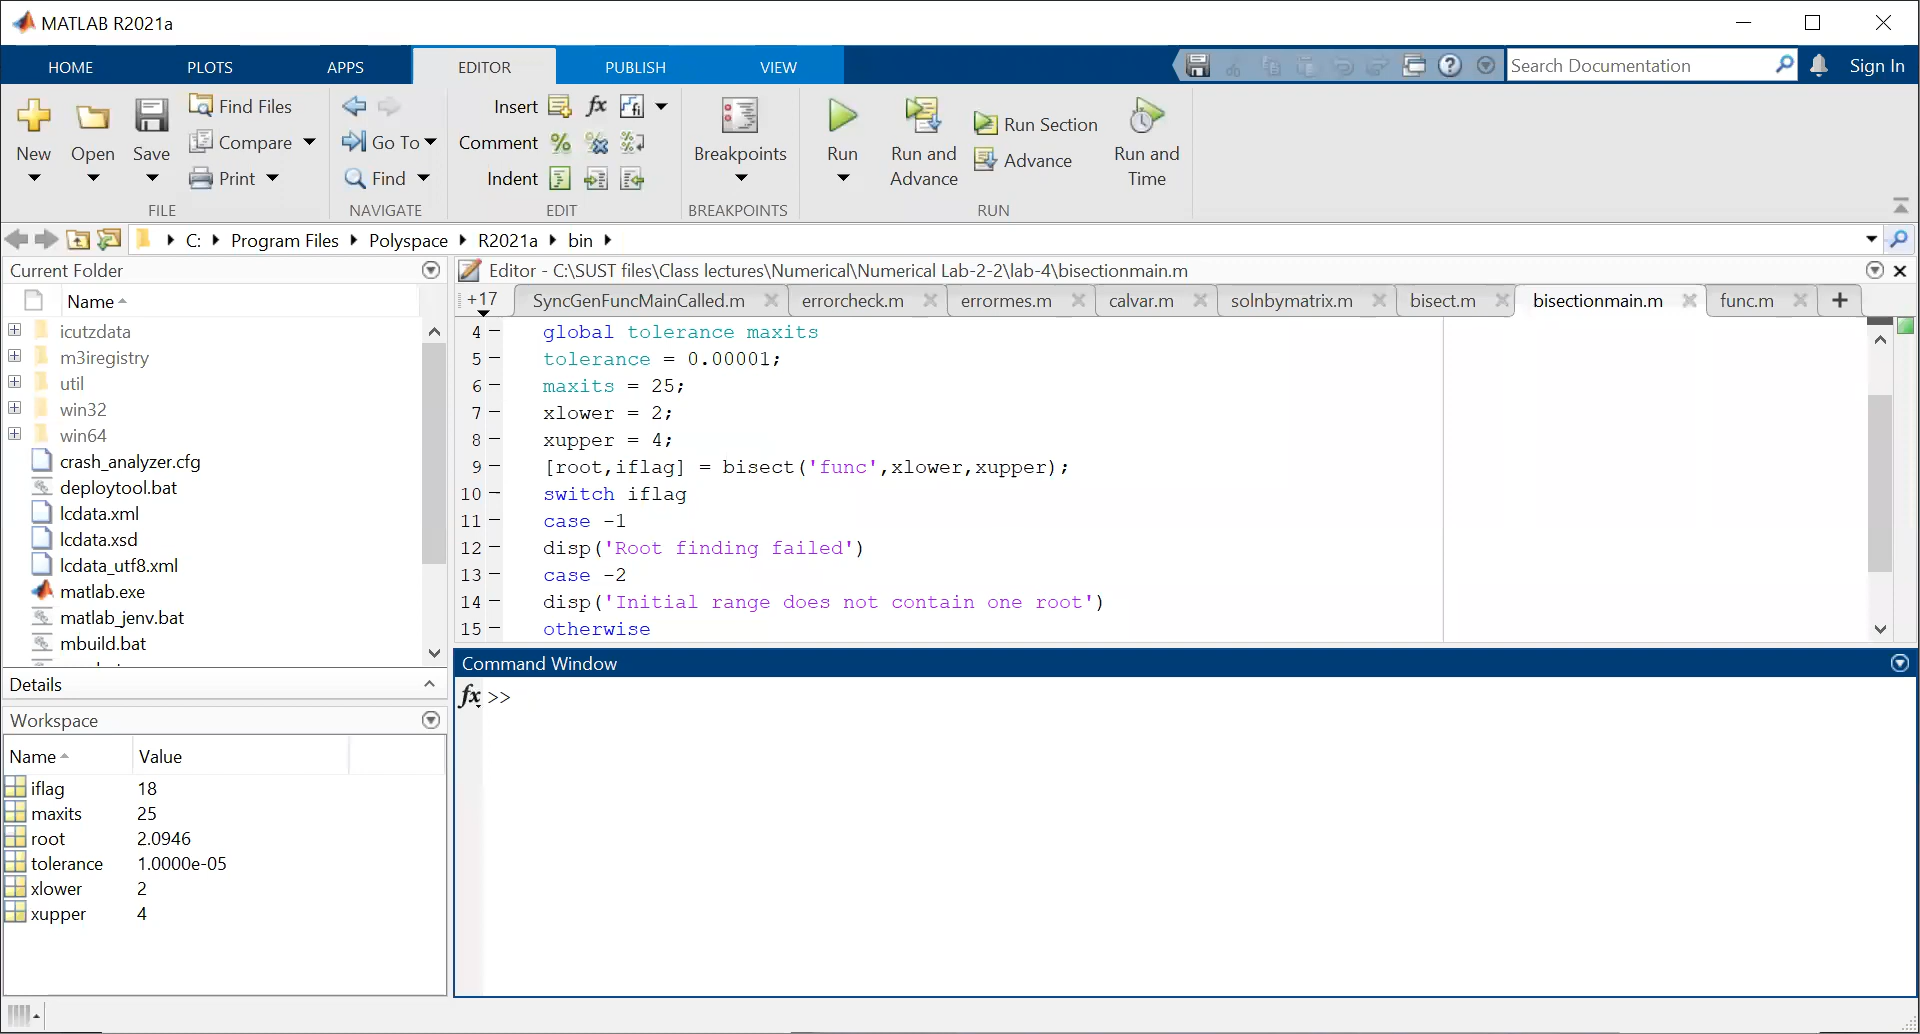 MATLAB R2021a
HOME PLOTS APPS EDITOR PUBLISH VIEW Search Documentation Sign In
New Open Save Find Files Compare Print
FILE
Go To Find
NAVIGATE
Insert fx fi
Comment
Indent
EDIT
Breakpoints
BREAKPOINTS
Run Run and Advance Run Section Advance Run and Time
RUN
C: Program Files Polyspace R2021a bin
Current Folder
Name
icutzdata
m3iregistry
util
win32
win64
crash_analyzer.cfg
deploytool.bat
lcdata.xml
lcdata.xsd
lcdata_utf8.xml
matlab.exe
matlab_jenv.bat
mbuild.bat
Details
Workspace
Name Value
iflag 18
maxits 25
root 2.0946
tolerance 1.0000e-05
xlower 2
xupper 4
Editor - C:\SUST files\Class lectures\Numerical\Numerical Lab-2-2\lab-4\bisectionmain.m
+17 SyncGenFuncMainCalled.m errorcheck.m errormes.m calvar.m solnbymatrix.m bisect.m bisectionmain.m func.m +
4 – global tolerance maxits
5 – tolerance = 0.00001;
6 – maxits = 25;
7 – xlower = 2;
8 – xupper = 4;
9 – [root,iflag] = bisect('func',xlower,xupper);
10 – switch iflag
11 – case -1
12 – disp('Root finding failed')
13 – case -2
14 – disp('Initial range does not contain one root')
15 – otherwise
Command Window
fx >>